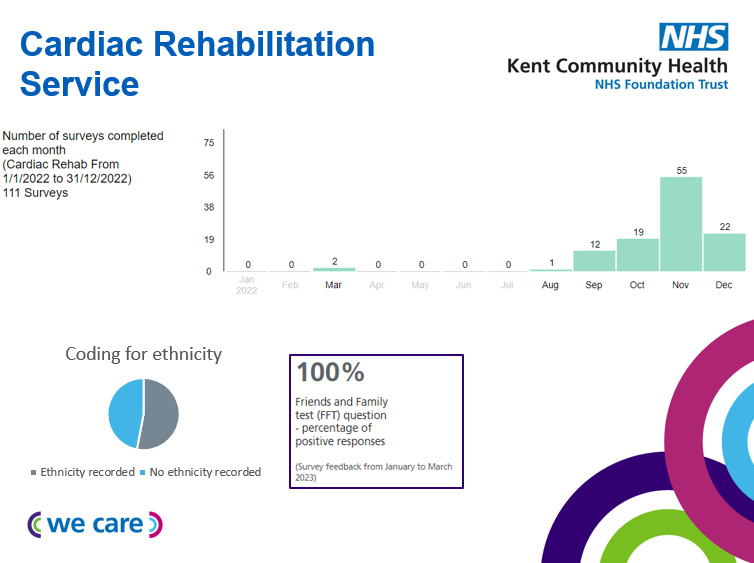 Cardiac Rehabilitation
Service
NHS
Kent Community Health
NHS Foundation Trust
Number of surveys completed
each month
(Cardiac Rehab From
1/1/2022 to 31/12/2022)
111 Surveys
75
56
38
19
0
0
0
2
0
0
0
0
1
12
19
55
22
Jan
2022
Feb
Mar
Apr
May
Jun
Jul
Aug
Sep
Oct
Nov
Dec
Coding for ethnicity
Ethnicity recorded
No ethnicity recorded
100%
Friends and Family
test (FFT) question
- percentage of
positive responses
(Survey feedback from January to March
2023)
we care